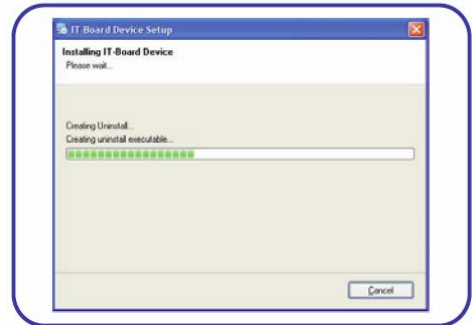 IT-Board Device Setup
Installing IT-Board Device
Please wait...
Creating Uninstall...
Creating uninstall executable...
Cancel